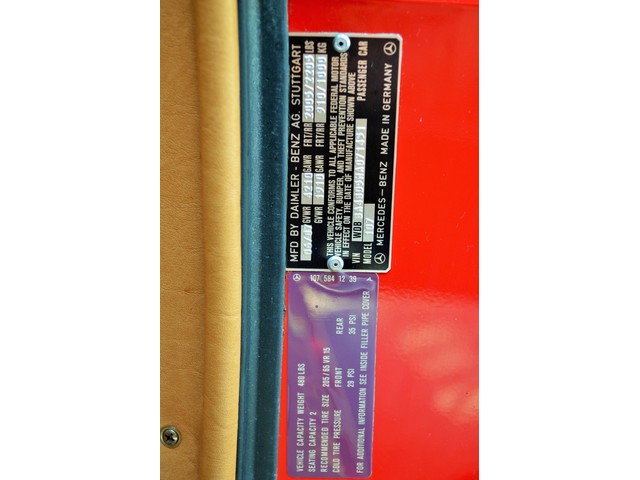 MFD BY DAIMLER - BENZ AG. STUTTGART
GVWR GAWR FRT/RR LBS
GVWR GAWR FRT/RR KG
THIS VEHICLE CONFORMS TO ALL APPLICABLE FEDERAL MOTOR
VEHICLE SAFETY, BUMPER, AND THEFT PREVENTION STANDARDS
IN EFFECT ON THE DATE OF MANUFACTURE SHOWN ABOVE
VIN WDB PASSENGER CAR
MODEL 107
MERCEDES-BENZ MADE IN GERMANY
107 584 12 39
VEHICLE CAPACITY WEIGHT 480 LBS
SEATING CAPACITY 2
RECOMMENDED TIRE SIZE 205/65 VR 15
COLD TIRE PRESSURE FRONT REAR
29 PSI 35 PSI
FOR ADDITIONAL INFORMATION SEE INSIDE FILLER PIPE COVER